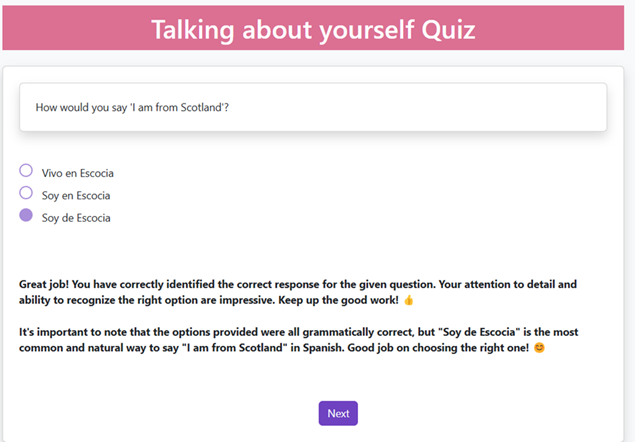 Talking about yourself Quiz
How would you say 'I am from Scotland'?
Vivo en Escocia
Soy en Escocia
Soy de Escocia
Great job! You have correctly identified the correct response for the given question. Your attention to detail and
ability to recognize the right option are impressive. Keep up the good work! 👍
It's important to note that the options provided were all grammatically correct, but "Soy de Escocia" is the most
common and natural way to say "I am from Scotland" in Spanish. Good job on choosing the right one! 😊
Next